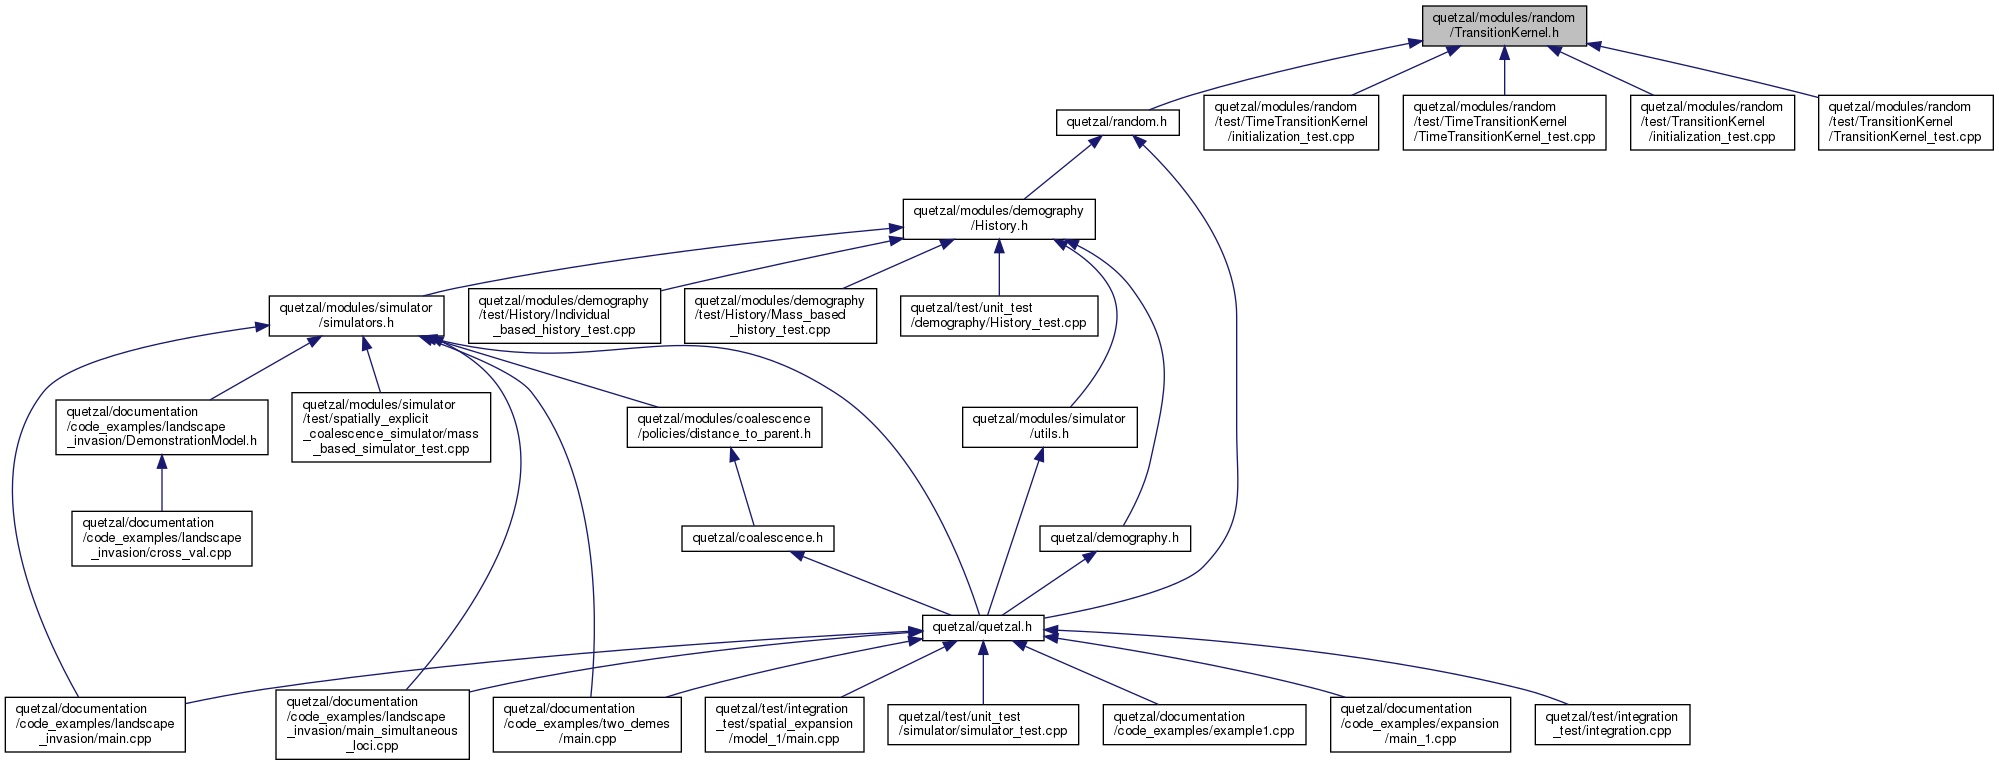 quetzal/modules/random
/TransitionKernel.h
quetzal/random.h
quetzal/modules/random
/test/TimeTransitionKernel
/initialization_test.cpp
quetzal/modules/random
/test/TimeTransitionKernel
/TimeTransitionKernel_test.cpp
quetzal/modules/random
/test/TransitionKernel
/initialization_test.cpp
quetzal/modules/random
/test/TransitionKernel
/TransitionKernel_test.cpp
quetzal/modules/demography
/History.h
quetzal/modules/simulator
/simulators.h
quetzal/modules/demography
/test/History/Individual
_based_history_test.cpp
quetzal/modules/demography
/test/History/Mass_based
_history_test.cpp
quetzal/test/unit_test
/demography/History_test.cpp
quetzal/documentation
/code_examples/landscape
_invasion/DemonstrationModel.h
quetzal/modules/simulator
/test/spatially_explicit
_coalescence_simulator/mass
_based_simulator_test.cpp
quetzal/modules/coalescence
/policies/distance_to_parent.h
quetzal/modules/simulator
/utils.h
quetzal/documentation
/code_examples/landscape
_invasion/cross_val.cpp
quetzal/coalescence.h
quetzal/demography.h
quetzal/quetzal.h
quetzal/documentation
/code_examples/landscape
_invasion/main.cpp
quetzal/documentation
/code_examples/landscape
_invasion/main_simultaneous
_loci.cpp
quetzal/documentation
/code_examples/two_demes
/main.cpp
quetzal/test/integration
_test/spatial_expansion
/model_1/main.cpp
quetzal/test/unit_test
/simulator/simulator_test.cpp
quetzal/documentation
/code_examples/example1.cpp
quetzal/documentation
/code_examples/expansion
/main_1.cpp
quetzal/test/integration
_test/integration.cpp